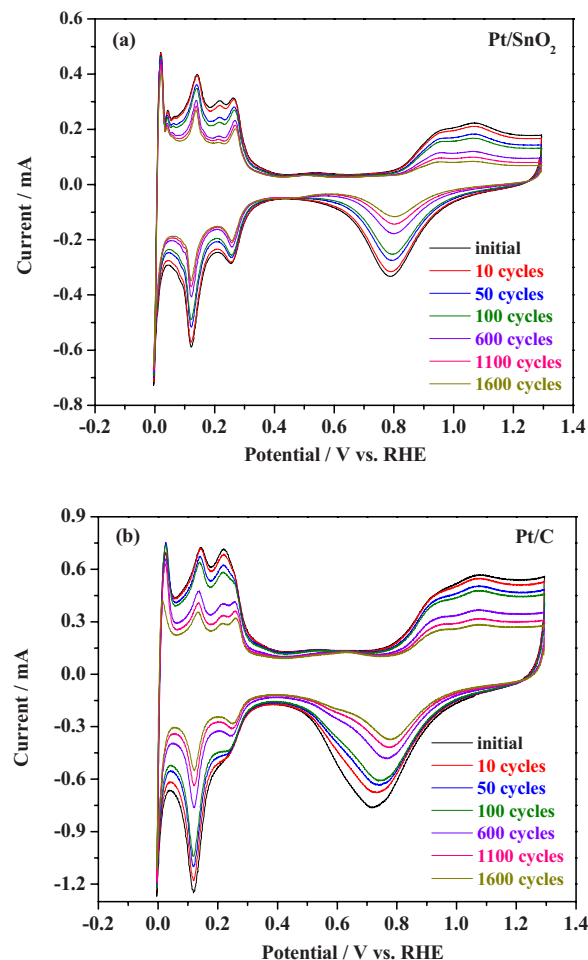 (a)
Pt/SnO2
0.6
0.4
0.2
0.0
-0.2
-0.4
-0.6
-0.8
Current / mA
initial
10 cycles
50 cycles
100 cycles
600 cycles
1100 cycles
1600 cycles
-0.2 0.0 0.2 0.4 0.6 0.8 1.0 1.2 1.4
Potential / V vs. RHE
(b)
Pt/C
0.9
0.6
0.3
0.0
-0.3
-0.6
-0.9
-1.2
Current / mA
initial
10 cycles
50 cycles
100 cycles
600 cycles
1100 cycles
1600 cycles
-0.2 0.0 0.2 0.4 0.6 0.8 1.0 1.2 1.4
Potential / V vs. RHE